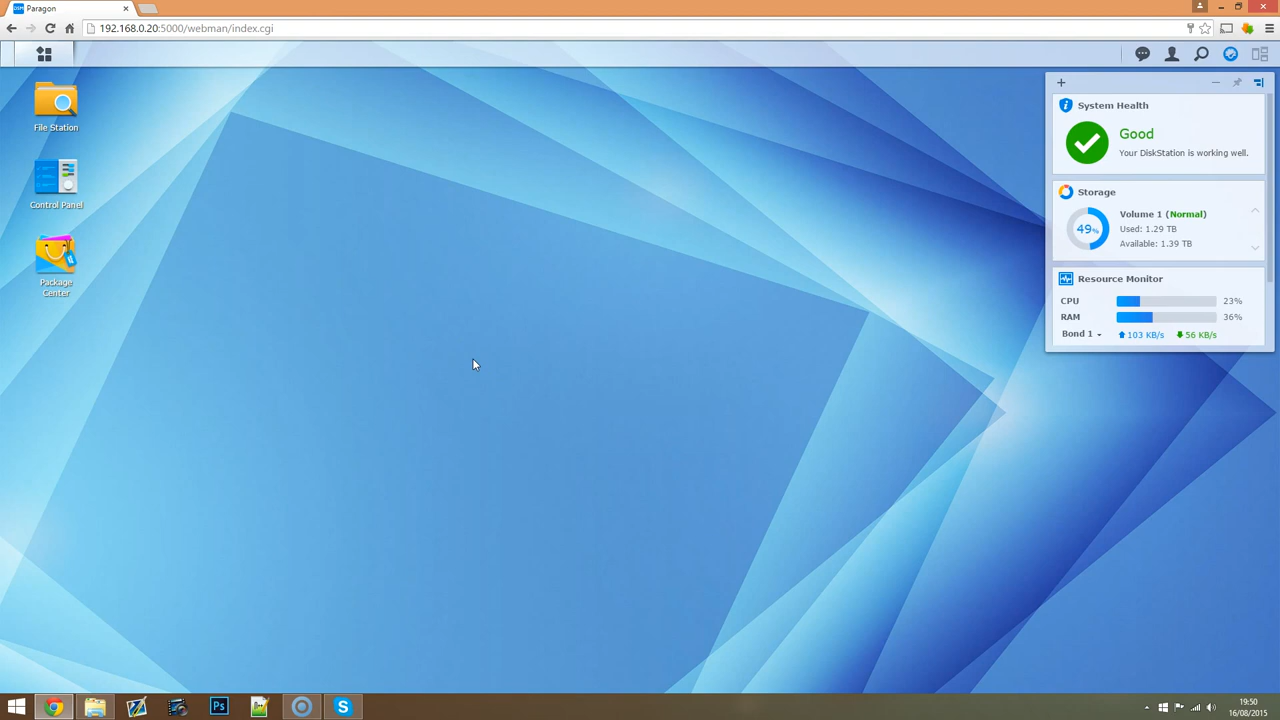 DSM Paragon
192.168.0.20:5000/webman/index.cgi
File Station
Control Panel
Package
Center
System Health
Good
Your DiskStation is working well.
Storage
49%
Volume 1 (Normal)
Used: 1.29 TB
Available: 1.39 TB
Resource Monitor
CPU 23%
RAM 36%
Bond 1 103 KB/s 56 KB/s
Ps
19:50
16/08/2015